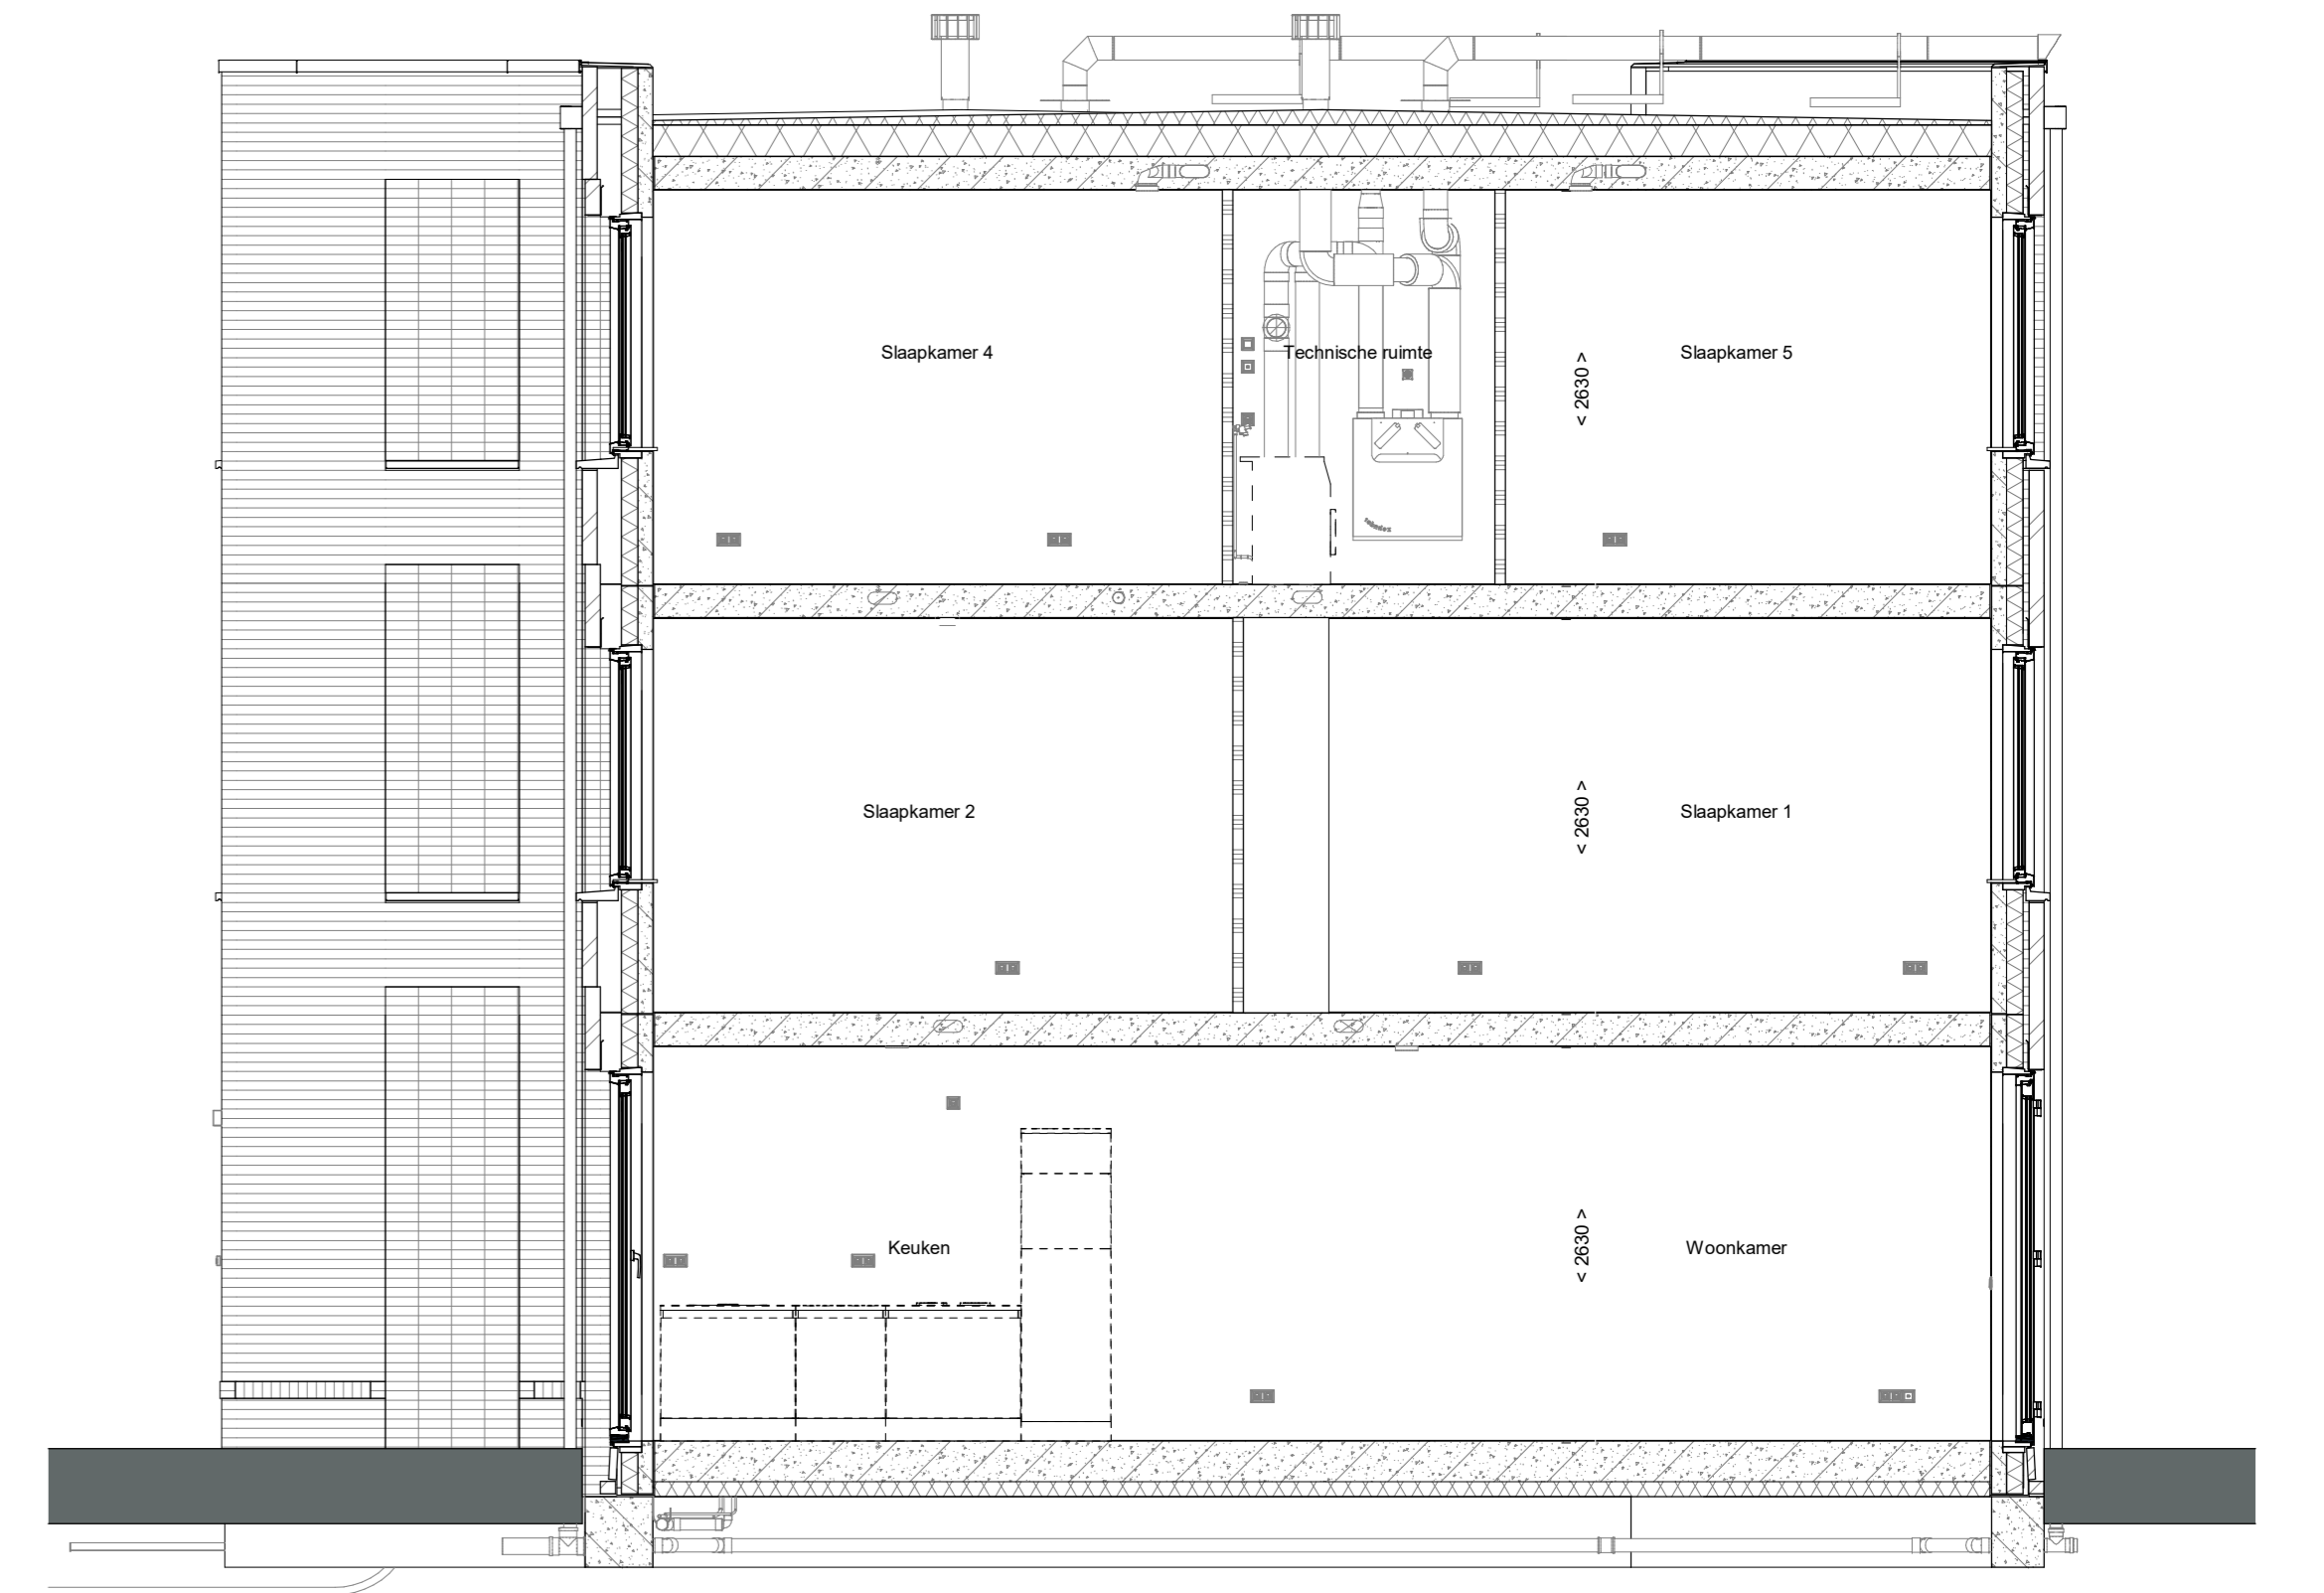 Slaapkamer 4
Technische ruimte
Slaapkamer 5
< 2630 >
Slaapkamer 2
Slaapkamer 1
< 2630 >
Keuken
Woonkamer
< 2630 >